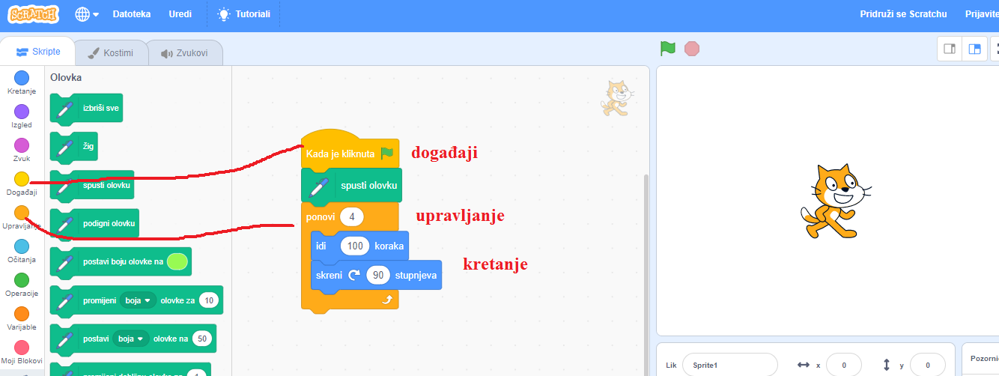 SCRATCH Datoteka Uredi Tutoriali Pridruži se Scratchu Prijavite
Skripte Kostimi Zvukovi
Kretanje
Izgled
Zvuk
Događaji
Upravljanje
Očitanja
Operacije
Varijable
Moji Blokovi
Olovka
izbriši sve
žig
spusti olovku
podigni olovku
postavi boju olovke na
promijeni boja olovke za 10
postavi boja olovke na 50
Kada je kliknuta
događaji
spusti olovku
ponovi 4
upravljanje
idi 100 koraka
kretanje
skreni 90 stupnjeva
Lik Sprite1 x 0 y 0